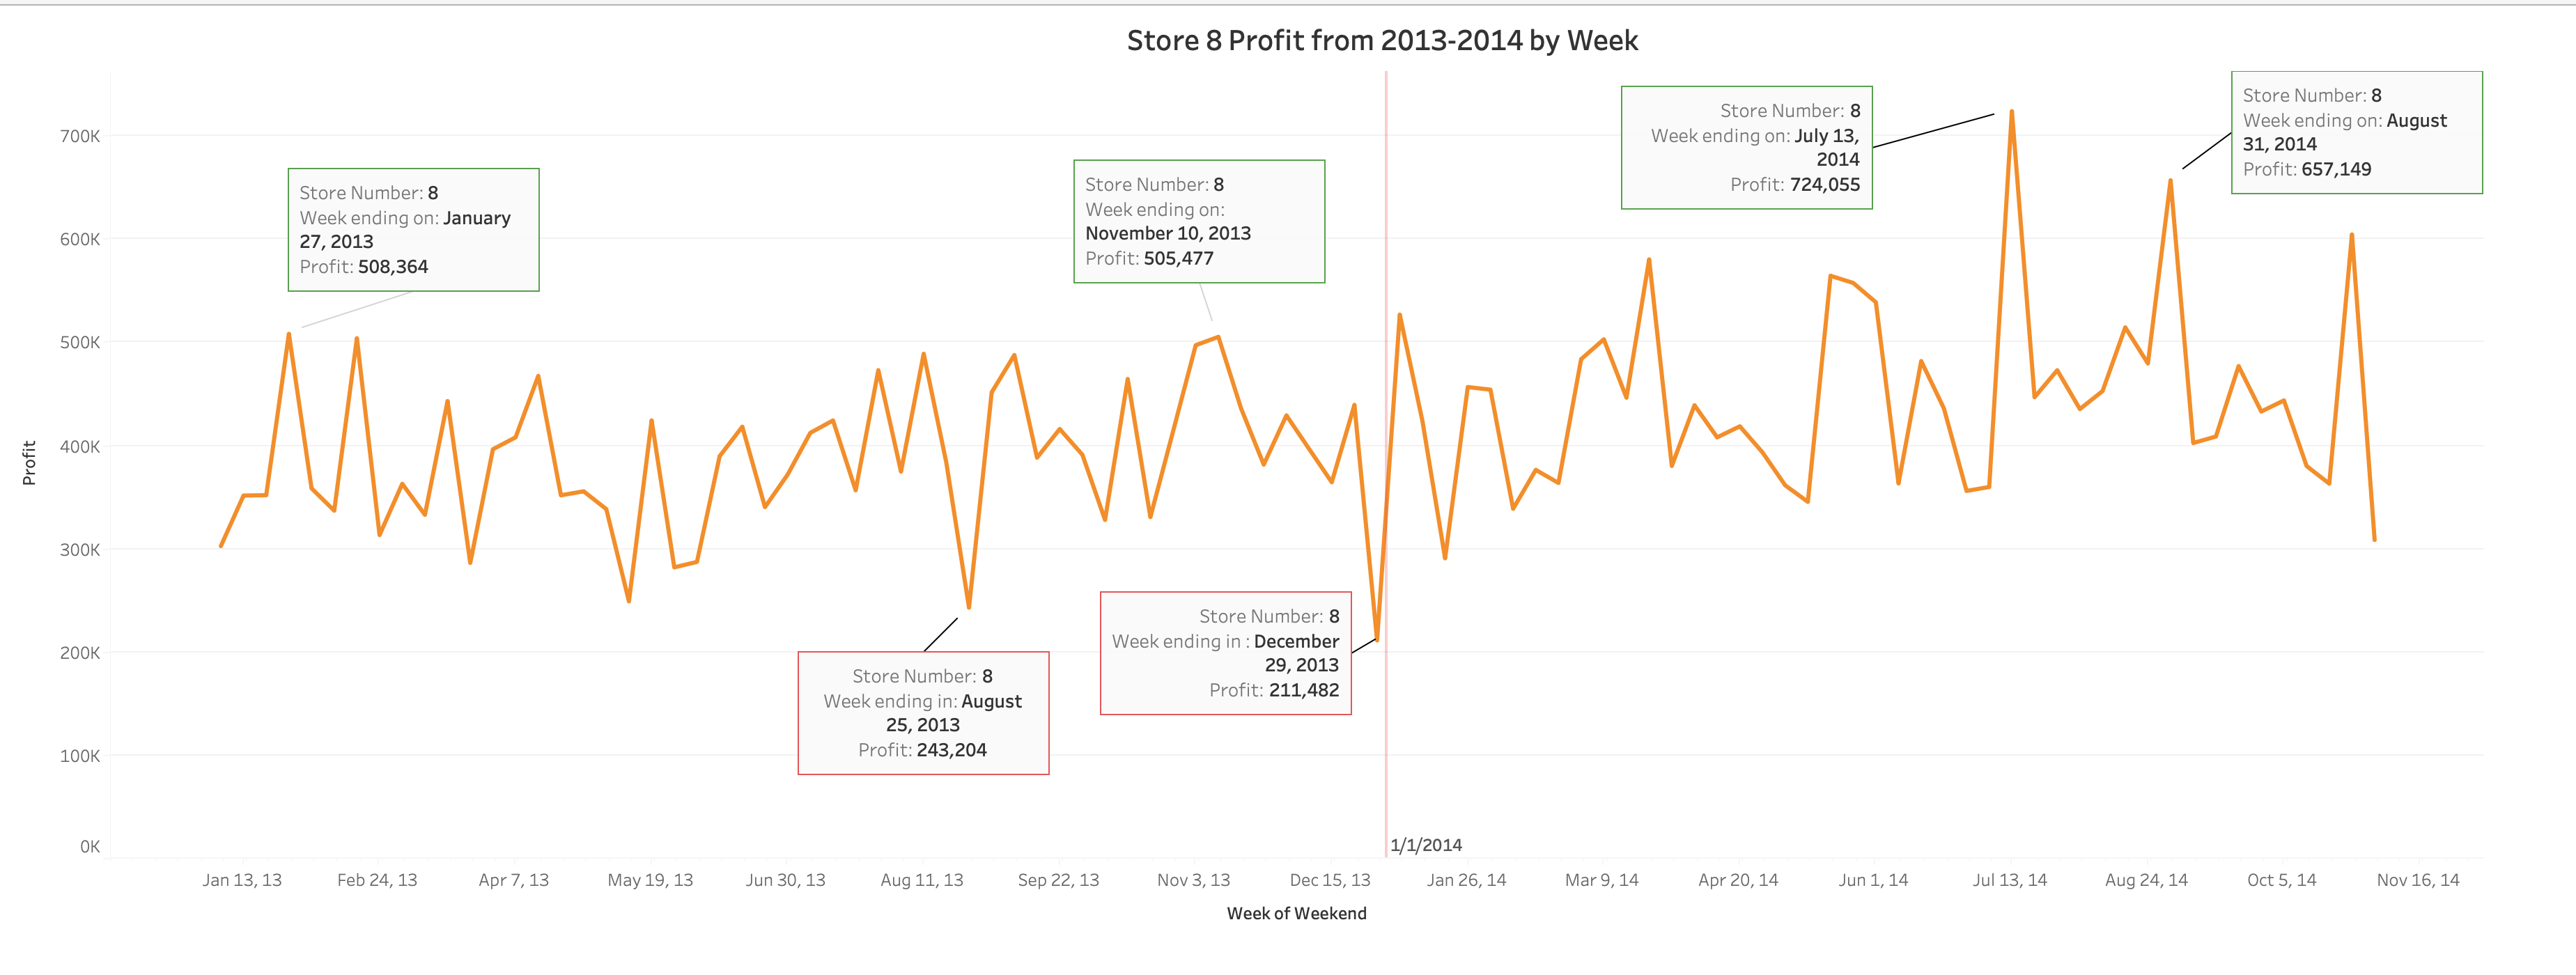 Store 8 Profit from 2013-2014 by Week
Store Number: 8
Week ending on: January
27, 2013
Profit: 508,364
Store Number: 8
Week ending on:
November 10, 2013
Profit: 505,477
Store Number: 8
Week ending on: July 13,
2014
Profit: 724,055
Store Number: 8
Week ending on: August
31, 2014
Profit: 657,149
Store Number: 8
Week ending in: August
25, 2013
Profit: 243,204
Store Number: 8
Week ending in : December
29, 2013
Profit: 211,482
Profit
700K
600K
500K
400K
300K
200K
100K
0K
1/1/2014
Jan 13, 13
Feb 24, 13
Apr 7, 13
May 19, 13
Jun 30, 13
Aug 11, 13
Sep 22, 13
Nov 3, 13
Dec 15, 13
Jan 26, 14
Mar 9, 14
Apr 20, 14
Jun 1, 14
Jul 13, 14
Aug 24, 14
Oct 5, 14
Nov 16, 14
Week of Weekend